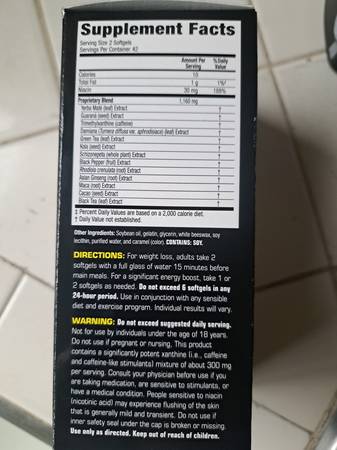 Supplement Facts
Serving Size 2 Softgels
Servings Per Container 42
Amount Per Serving % Daily Value
Calories 10
Total Fat 1 g 1%‡
Niacin 30 mg 188%
Proprietary Blend 1,160 mg
Yerba Maté (leaf) Extract †
Guarana (seed) Extract †
Trimethylxanthine (caffeine) †
Damiana (Turnera diffusa var. aphrodisiaca) (leaf) Extract †
Green Tea (leaf) Extract †
Kola (seed) Extract †
Schizonepeta (whole plant) Extract †
Black Pepper (fruit) Extract †
Rhodiola crenulata (root) Extract †
Asian Ginseng (root) Extract †
Maca (root) Extract †
Cacao (seed) Extract †
Black Tea (leaf) Extract †
‡ Percent Daily Values are based on a 2,000 calorie diet.
† Daily Value not established.
Other Ingredients: Soybean oil, gelatin, glycerin, white beeswax, soy
lecithin, purified water, and caramel (color). CONTAINS: SOY.
DIRECTIONS: For weight loss, adults take 2
softgels with a full glass of water 15 minutes before
main meals. For a significant energy boost, take 1 or
2 softgels as needed. Do not exceed 6 softgels in any
24-hour period. Use in conjunction with any sensible
diet and exercise program. Individual results will vary.
WARNING: Do not exceed suggested daily serving.
Not for use by individuals under the age of 18 years.
Do not use if pregnant or nursing. This product
contains a significantly potent xanthine (i.e., caffeine
and caffeine-like stimulants) mixture of about 300 mg
per serving. Consult your physician before use if you
are taking medication, are sensitive to stimulants, or
have a medical condition. People sensitive to niacin
(nicotinic acid) may experience flushing of the skin
that is generally mild and transient. Do not use if
inner safety seal under the cap is broken or missing.
Use only as directed. Keep out of reach of children.